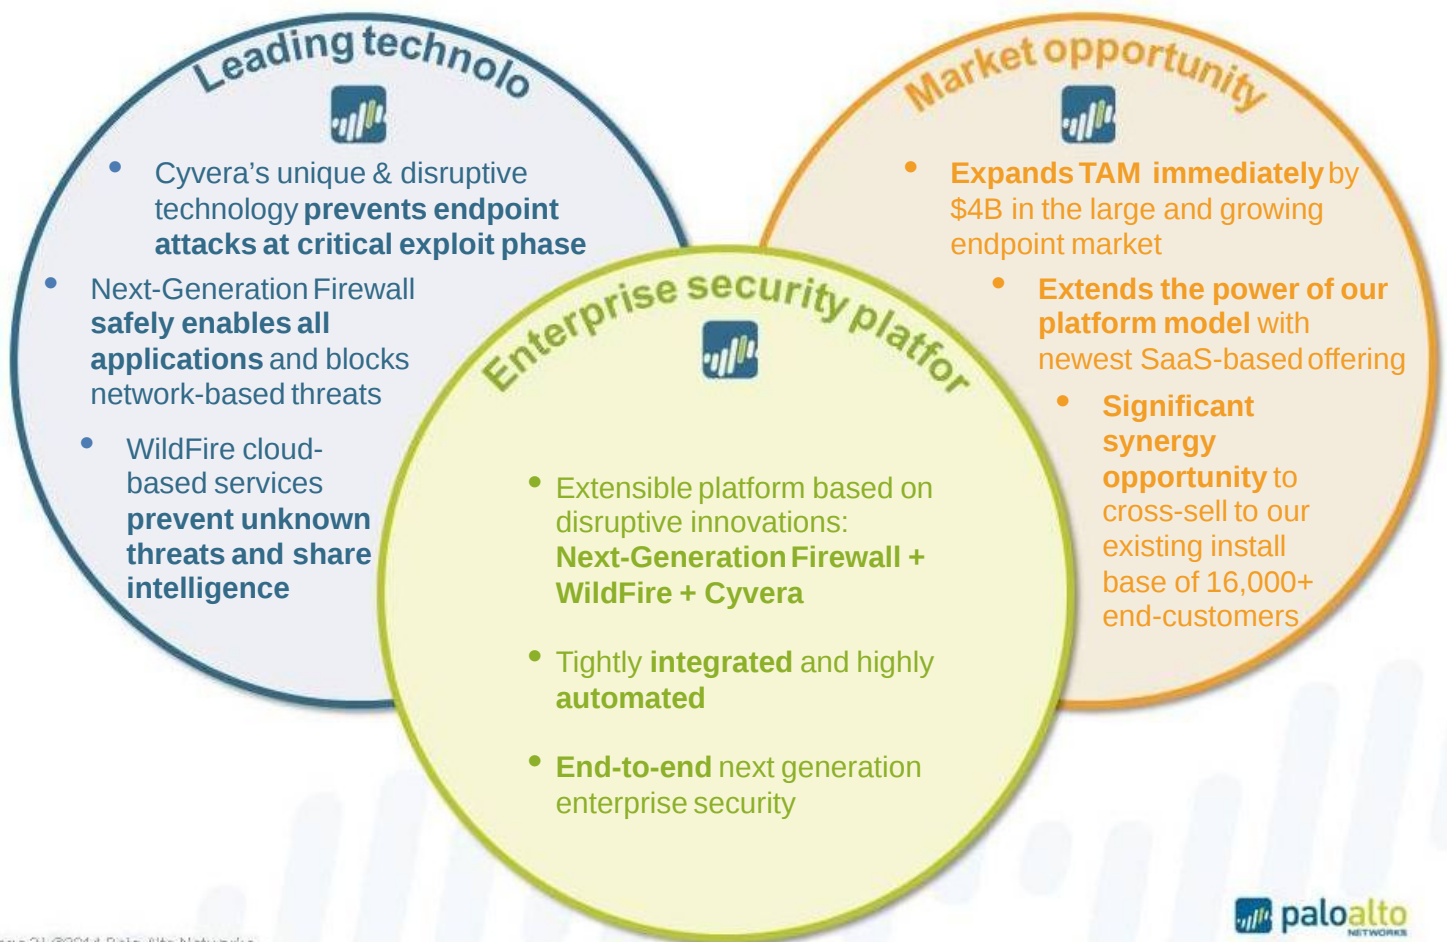 Leading technolo
Cyvera's unique & disruptive
technology prevents endpoint
attacks at critical exploit phase
Next-Generation Firewall
safely enables all
applications and blocks
network-based threats
WildFire cloud-
based services
prevent unknown
threats and share
intelligence
Market opportunity
Expands TAM immediately by
$4B in the large and growing
endpoint market
Extends the power of our
platform model with
newest SaaS-based offering
Significant
synergy
opportunity to
cross-sell to our
existing install
base of 16,000+
end-customers
Enterprise security platfor
Extensible platform based on
disruptive innovations:
Next-Generation Firewall +
WildFire + Cyvera
Tightly integrated and highly
automated
End-to-end next generation
enterprise security
paloalto
NETWORKS